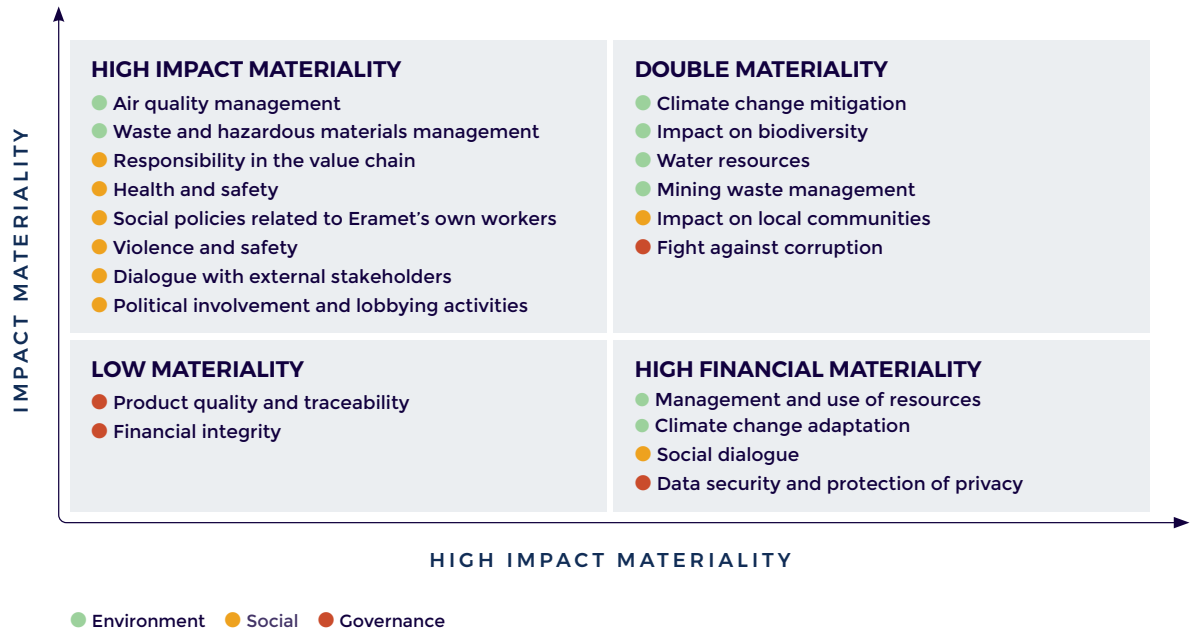 IMPACT MATERIALITY
HIGH IMPACT MATERIALITY
Air quality management
Waste and hazardous materials management
Responsibility in the value chain
Health and safety
Social policies related to Eramet’s own workers
Violence and safety
Dialogue with external stakeholders
Political involvement and lobbying activities
DOUBLE MATERIALITY
Climate change mitigation
Impact on biodiversity
Water resources
Mining waste management
Impact on local communities
Fight against corruption
LOW MATERIALITY
Product quality and traceability
Financial integrity
HIGH FINANCIAL MATERIALITY
Management and use of resources
Climate change adaptation
Social dialogue
Data security and protection of privacy
HIGH IMPACT MATERIALITY
Environment Social Governance